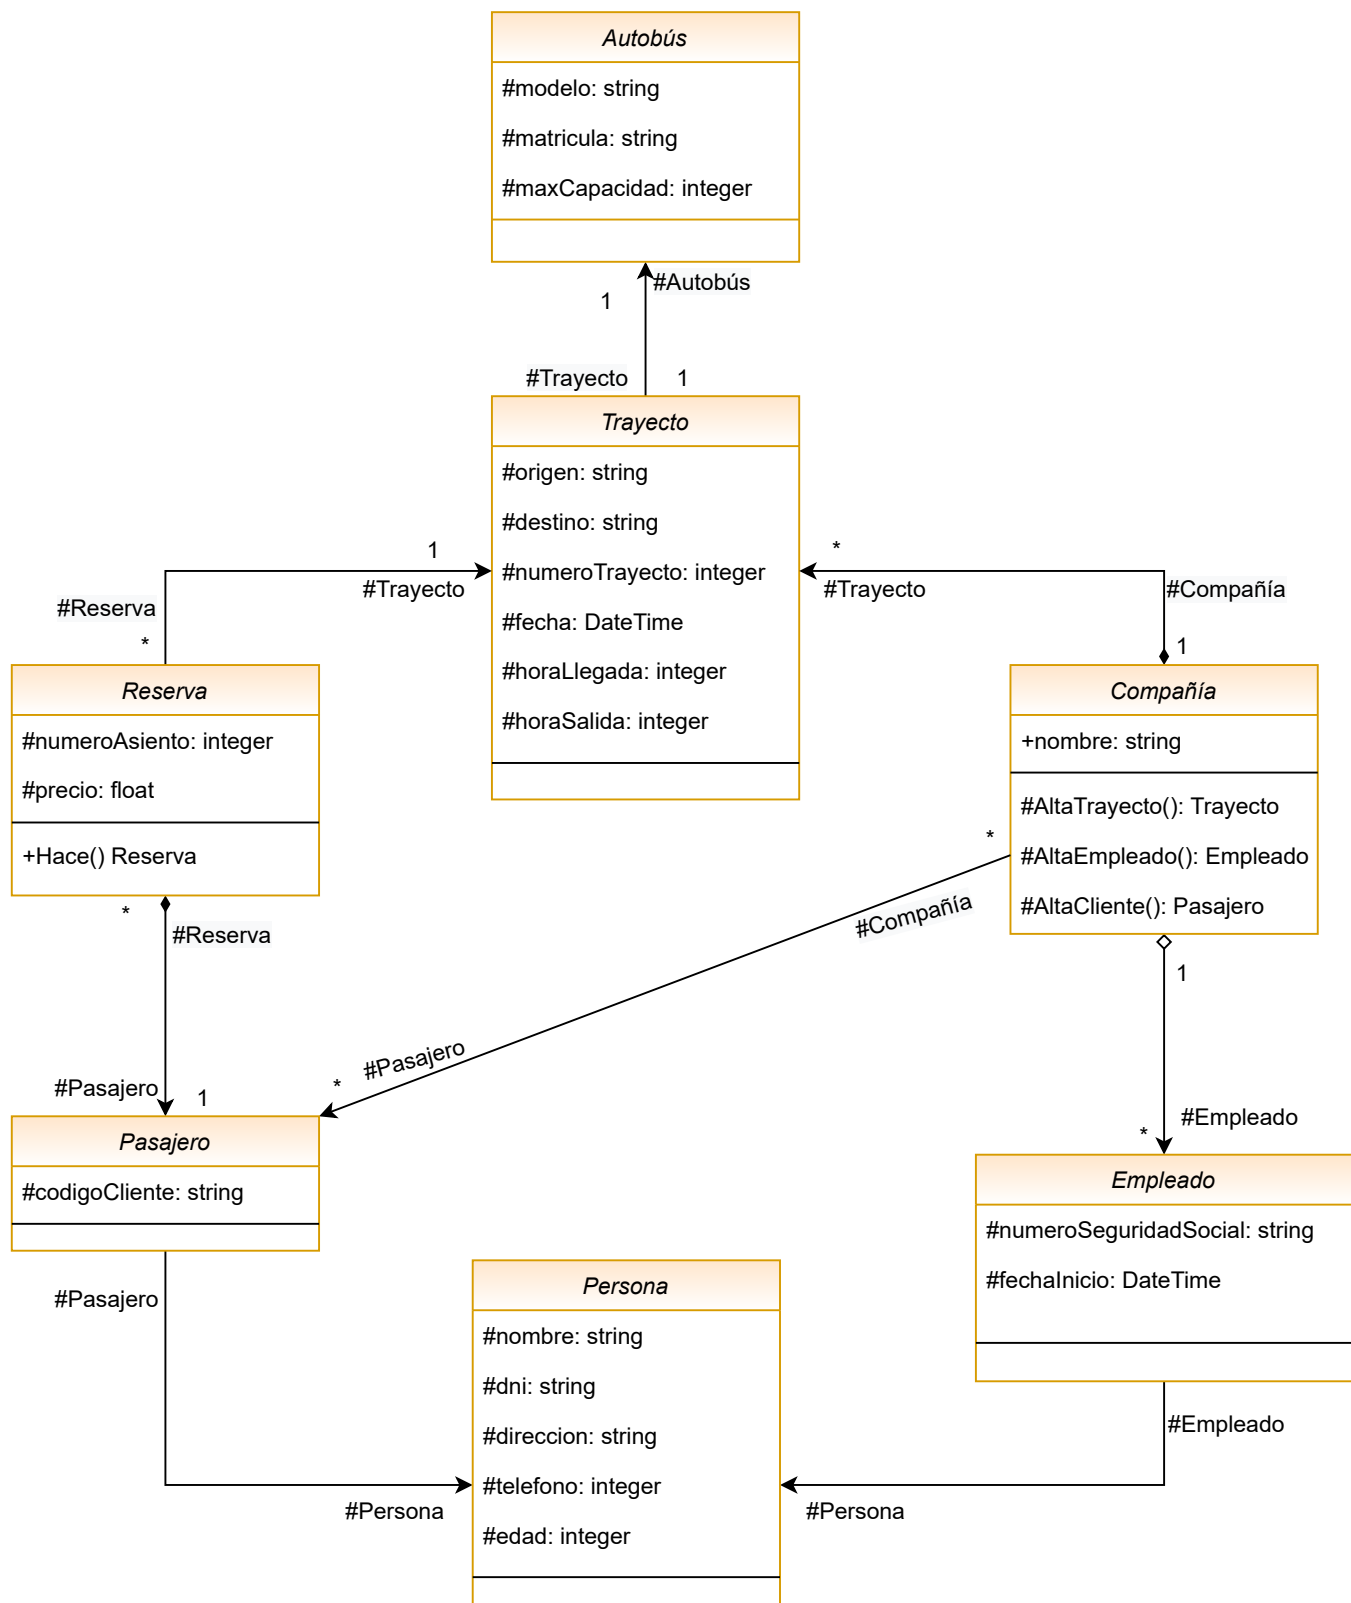 Autobús
#modelo: string
#matricula: string
#maxCapacidad: integer
#Autobús
1
#Trayecto
1
Trayecto
#origen: string
#destino: string
#numeroTrayecto: integer
#fecha: DateTime
#horaLlegada: integer
#horaSalida: integer
1
#Trayecto
#Reserva
*
*
#Trayecto
#Compañía
1
Reserva
#numeroAsiento: integer
#precio: float
+Hace() Reserva
Compañía
+nombre: string
#AltaTrayecto(): Trayecto
#AltaEmpleado(): Empleado
#AltaCliente(): Pasajero
*
#Reserva
*
#Compañía
1
#Pasajero
*
#Pasajero
1
#Empleado
*
Pasajero
#codigoCliente: string
Empleado
#numeroSeguridadSocial: string
#fechaInicio: DateTime
#Pasajero
Persona
#nombre: string
#dni: string
#direccion: string
#telefono: integer
#edad: integer
#Empleado
#Persona
#Persona